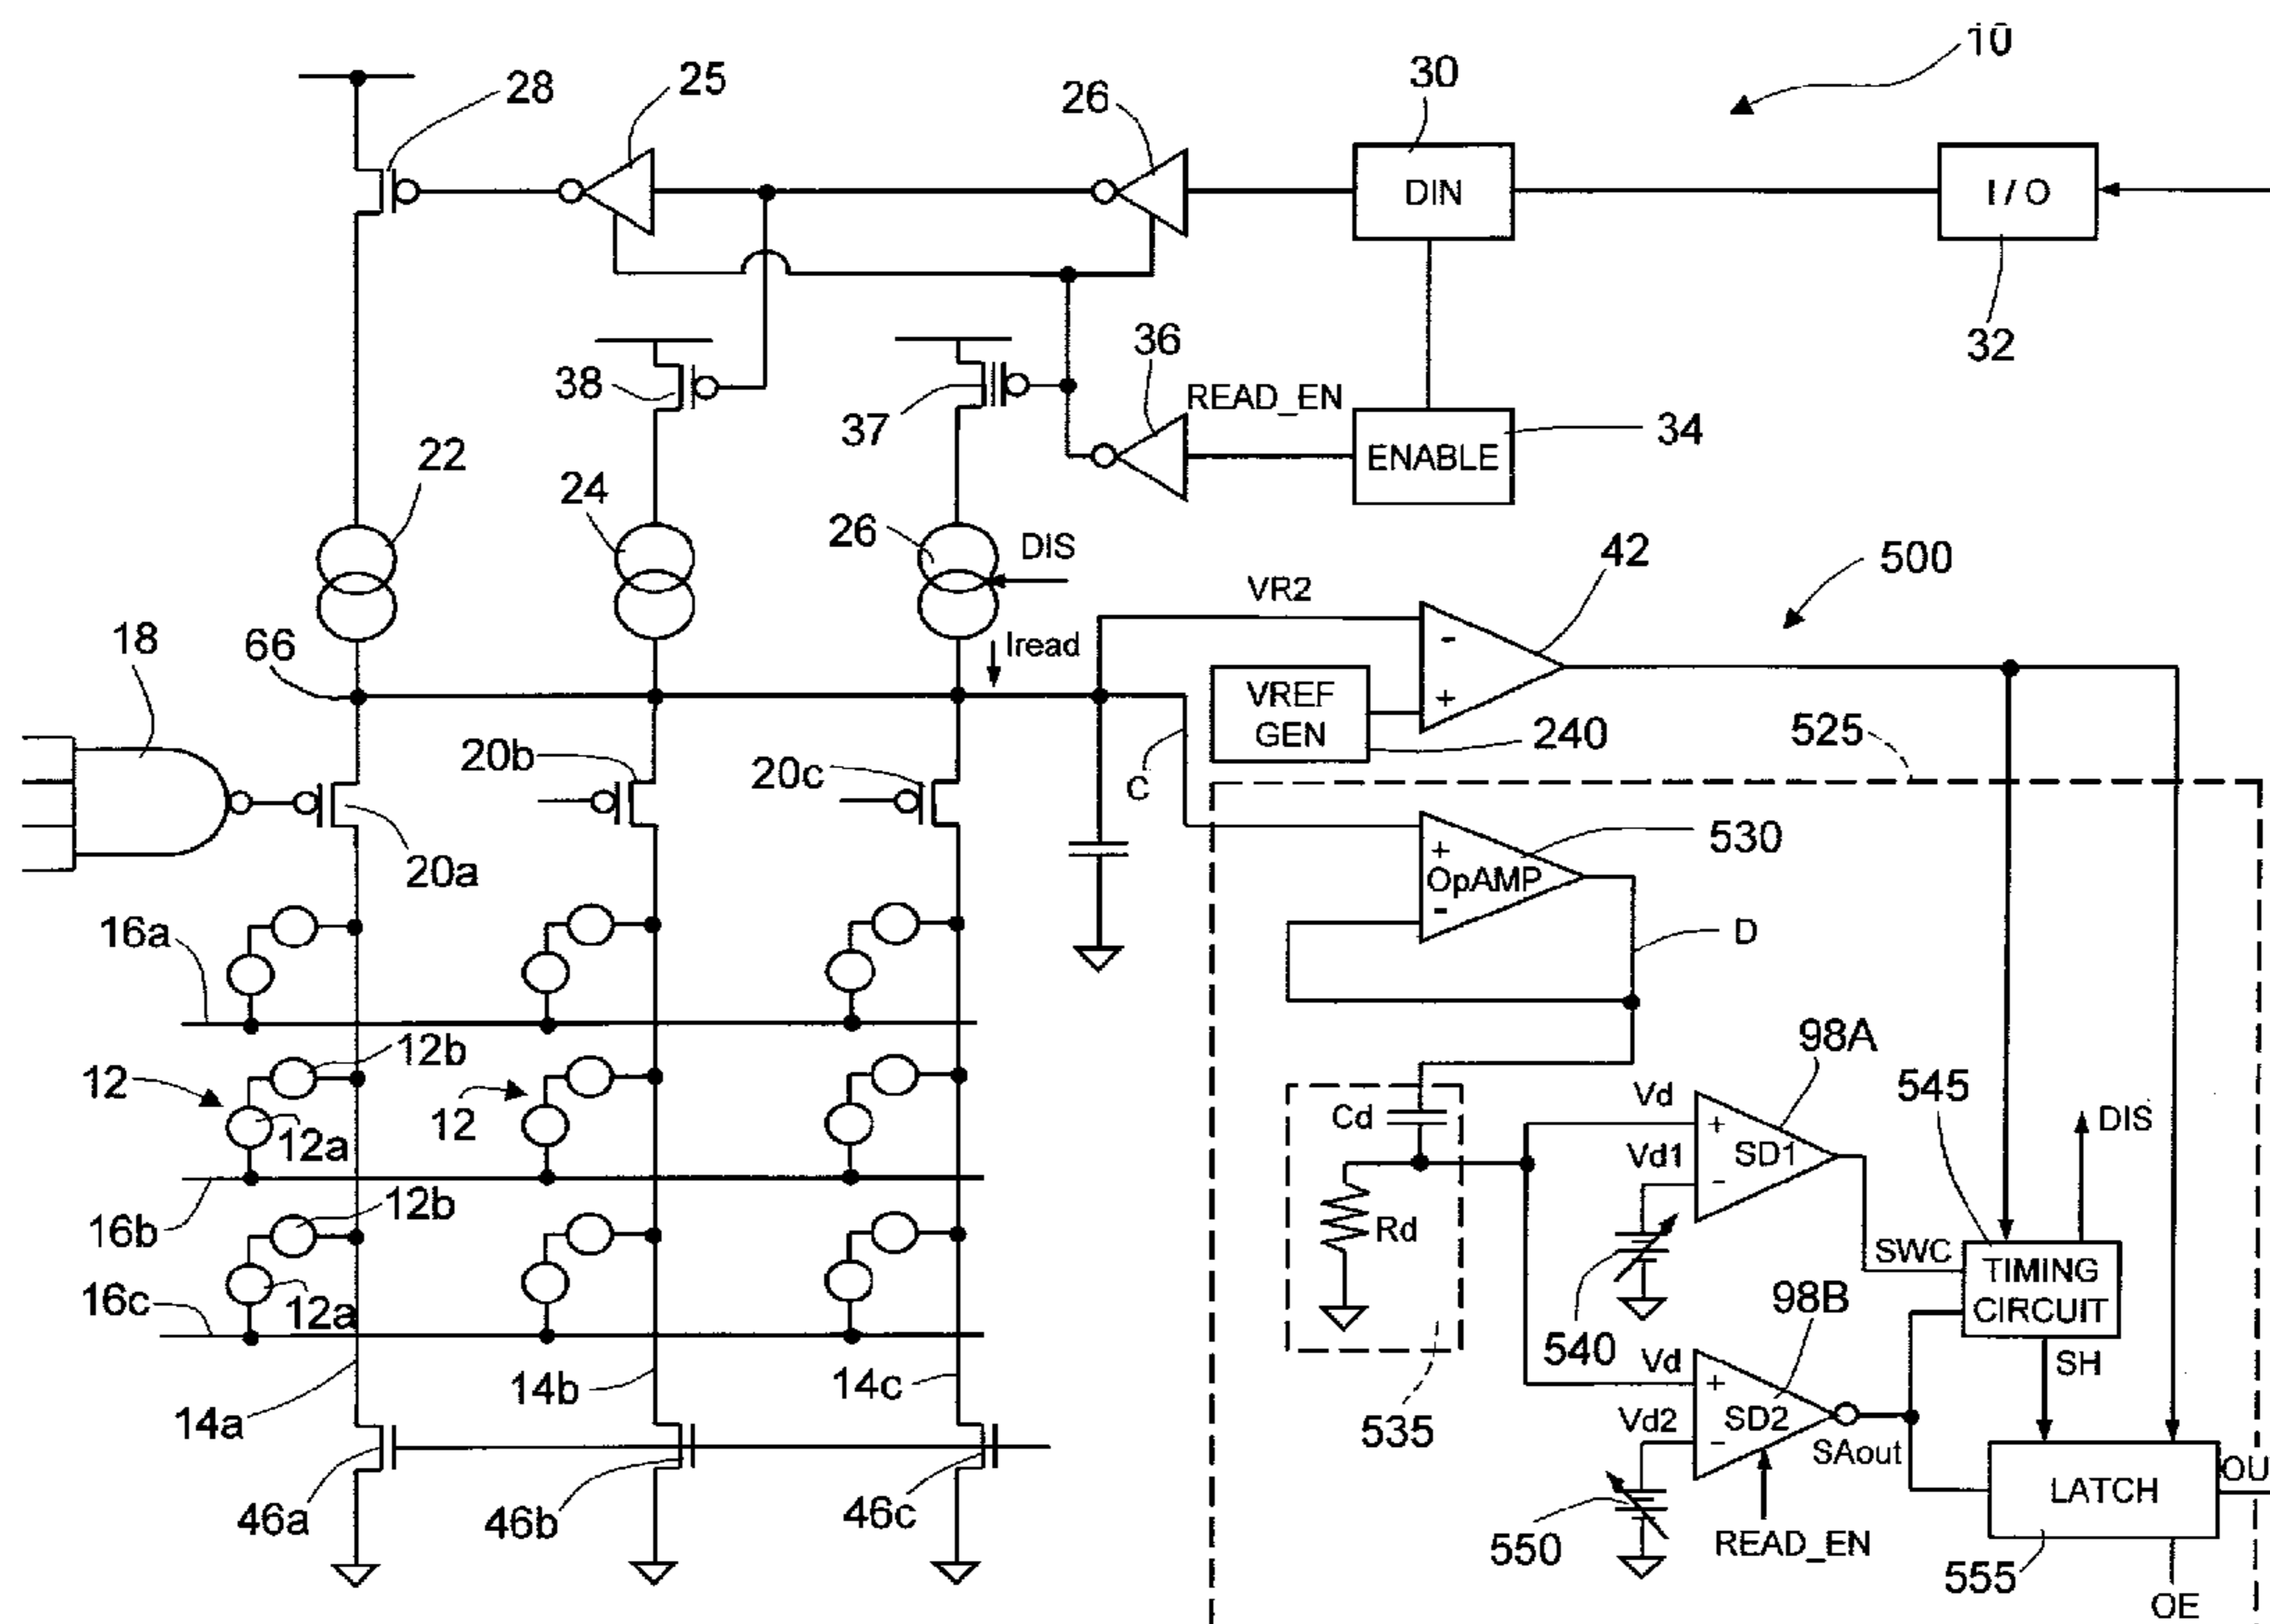 10
28
25
26
30
DIN
I / O
32
38
37
36
READ_EN
ENABLE
34
22
24
26
DIS
42
500
VR2
18
66
Iread
VREF
GEN
240
-
+
525
20b
20c
C
20a
+
OpAMP
-
530
16a
D
12
12b
12
12a
98A
Vd
+
SD1
-
Vd1
545
DIS
Cd
Rd
16b
12b
SWC
TIMING
CIRCUIT
16c
12a
540
98B
SH
14a
14b
14c
535
Vd
+
SD2
-
Vd2
SAout
LATCH
OU
46a
46b
46c
550
READ_EN
555
OE